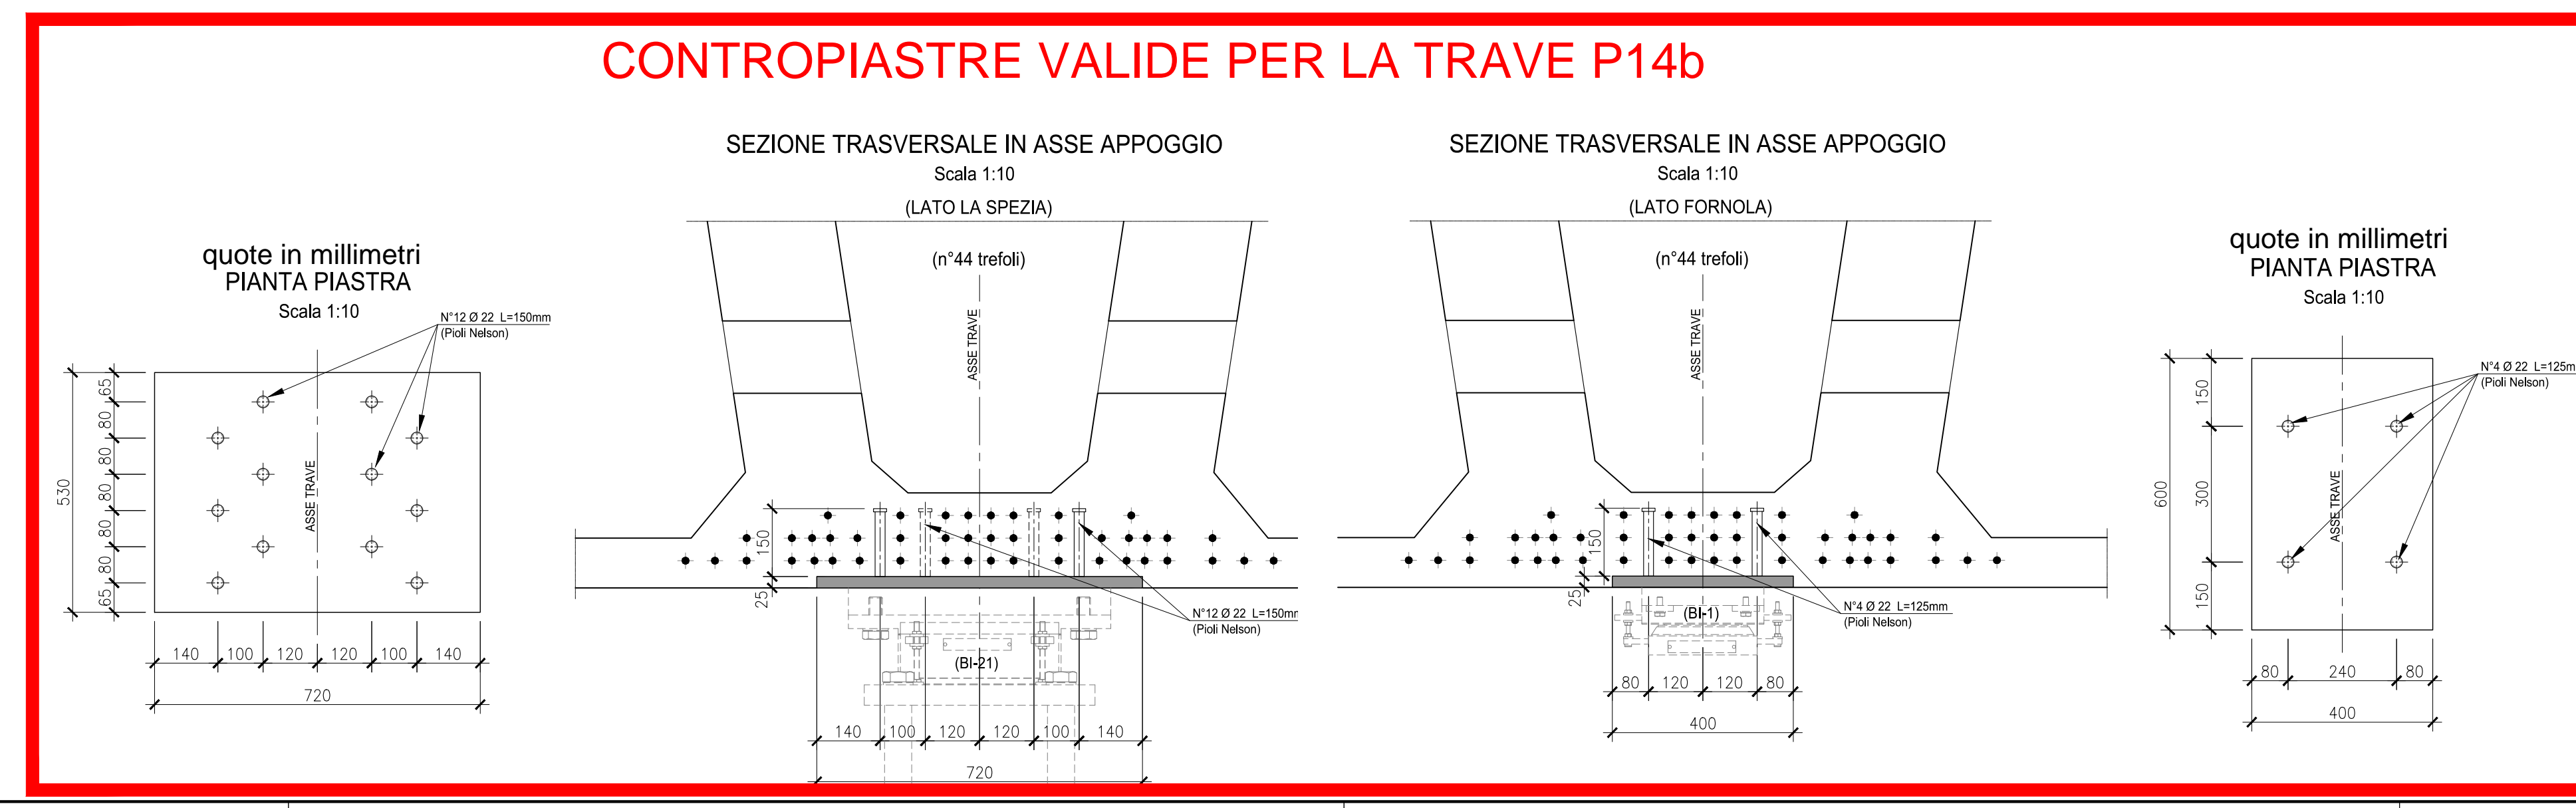 CONTROPIASTRE VALIDE PER LA TRAVE P14b
quote in millimetri
PIANTA PIASTRA
Scala 1:10
N°12 Ø 22 L=150mm
(Pioli Nelson)
ASSE TRAVE
530
65
80
80
80
80
80
65
140
100
120
120
100
140
720
SEZIONE TRASVERSALE IN ASSE APPOGGIO
Scala 1:10
(LATO LA SPEZIA)
(n°44 trefoli)
ASSE TRAVE
150
25
N°12 Ø 22 L=150mm
(Pioli Nelson)
(BI-21)
140
100
120
120
100
140
720
SEZIONE TRASVERSALE IN ASSE APPOGGIO
Scala 1:10
(LATO FORNOLA)
(n°44 trefoli)
ASSE TRAVE
150
25
N°4 Ø 22 L=125mm
(Pioli Nelson)
(BI-1)
80
120
120
80
400
quote in millimetri
PIANTA PIASTRA
Scala 1:10
N°4 Ø 22 L=125m
(Pioli Nelson)
ASSE TRAVE
600
150
300
150
80
240
80
400